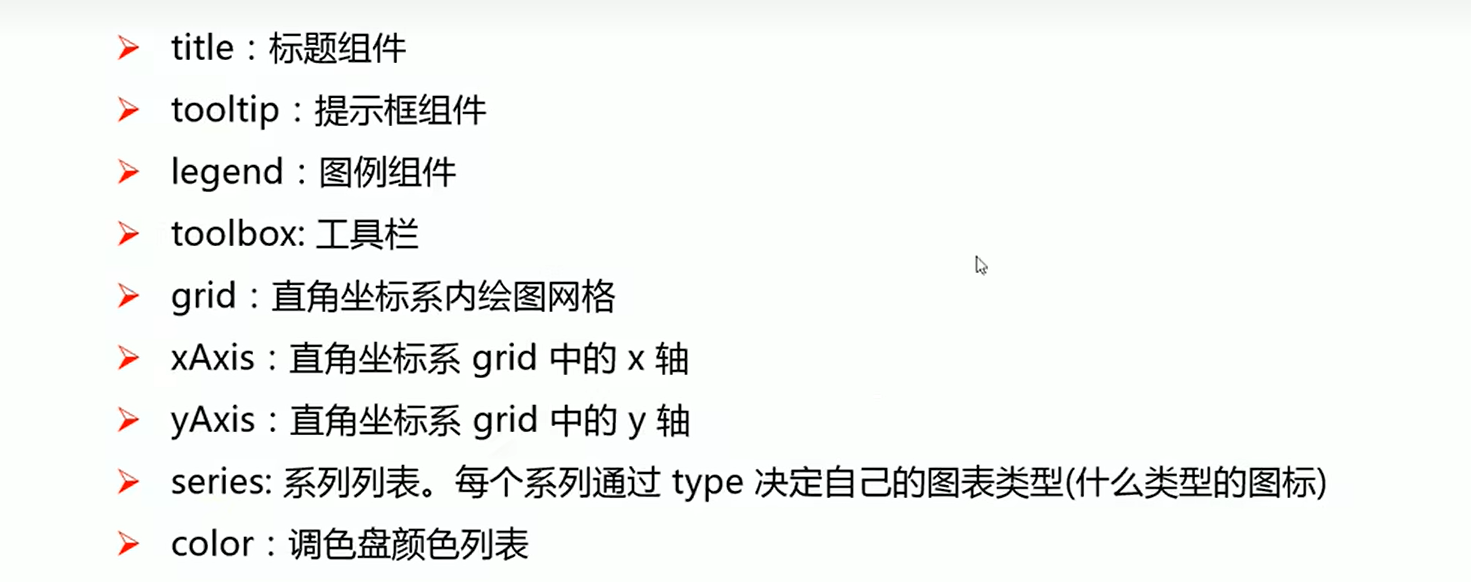 title：标题组件
tooltip：提示框组件
legend：图例组件
toolbox: 工具栏
grid：直角坐标系内绘图网格
xAxis：直角坐标系 grid 中的 x 轴
yAxis：直角坐标系 grid 中的 y 轴
series: 系列列表。每个系列通过 type 决定自己的图表类型(什么类型的图标)
color：调色盘颜色列表